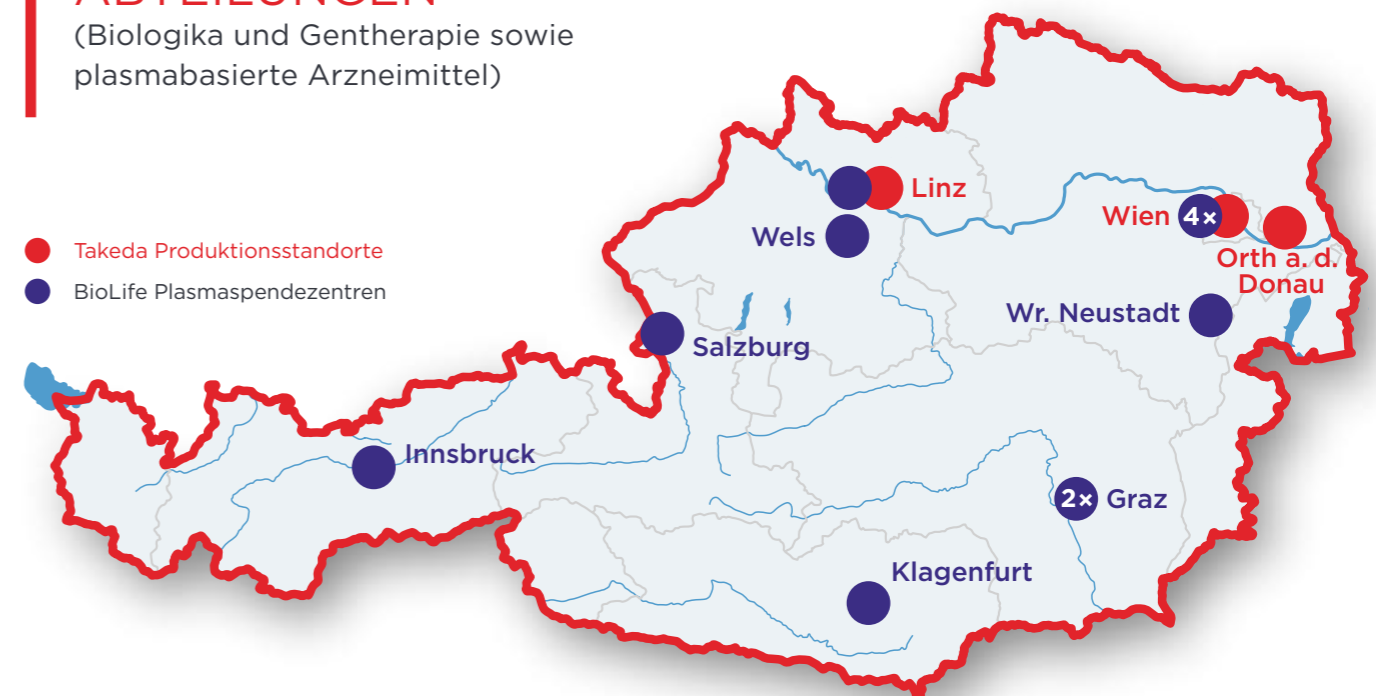 ABTEILUNGEN
(Biologika und Gentherapie sowie
plasmabasierte Arzneimittel)
Takeda Produktionsstandorte
BioLife Plasmaspendezentren
Linz
Wels
Wien
4×
Orth a. d.
Donau
Wr. Neustadt
Salzburg
Innsbruck
2×
Graz
Klagenfurt